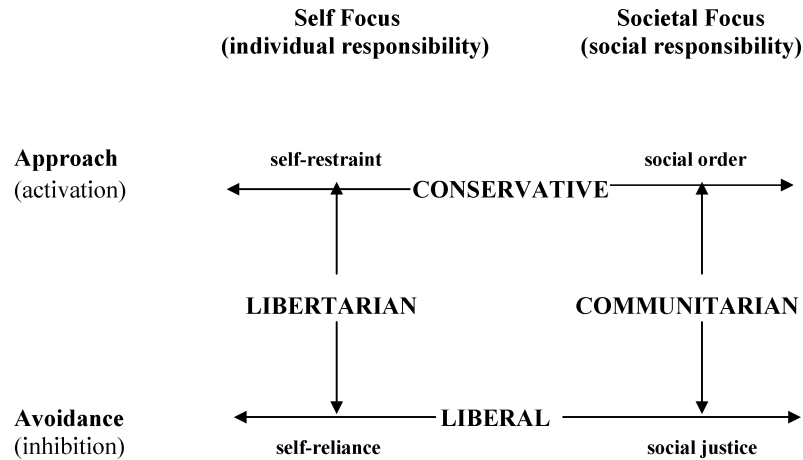 Self Focus
(individual responsibility)
Societal Focus
(social responsibility)
Approach
(activation)
self-restraint
social order
CONSERVATIVE
LIBERTARIAN
COMMUNITARIAN
Avoidance
(inhibition)
LIBERAL
self-reliance
social justice